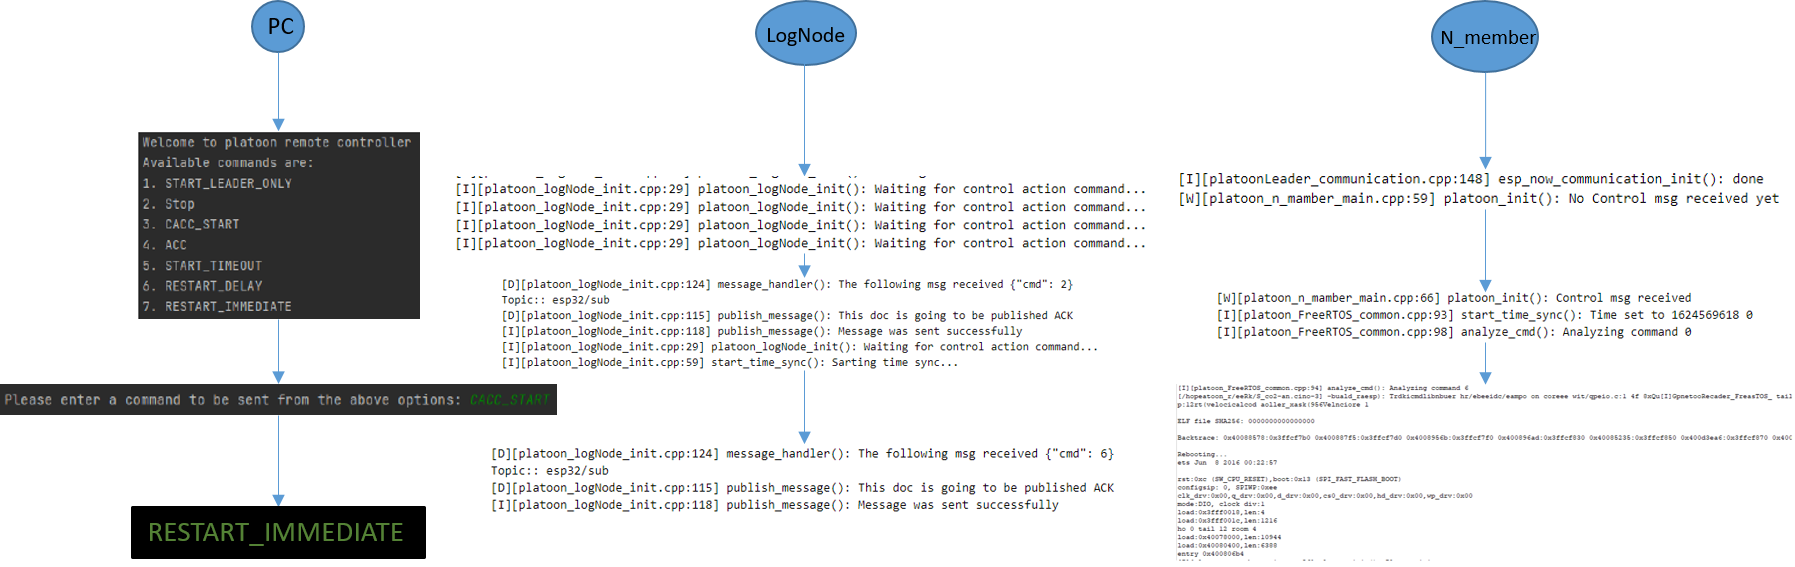 PC
Welcome to platoon remote controller
Available commands are:
1. START_LEADER_ONLY
2. Stop
3. CACC_START
4. ACC
5. START_TIMEOUT
6. RESTART_DELAY
7. RESTART_IMMEDIATE
Please enter a command to be sent from the above options: CACC_START
RESTART_IMMEDIATE
LogNode
[I][platoon_logNode_init.cpp:29] platoon_logNode_init(): Waiting for control action command...
[I][platoon_logNode_init.cpp:29] platoon_logNode_init(): Waiting for control action command...
[I][platoon_logNode_init.cpp:29] platoon_logNode_init(): Waiting for control action command...
[I][platoon_logNode_init.cpp:29] platoon_logNode_init(): Waiting for control action command...
[D][platoon_logNode_init.cpp:124] message_handler(): The following msg received {"cmd": 2}
Topic:: esp32/sub
[D][platoon_logNode_init.cpp:115] publish_message(): This doc is going to be published ACK
[I][platoon_logNode_init.cpp:118] publish_message(): Message was sent successfully
[I][platoon_logNode_init.cpp:29] platoon_logNode_init(): Waiting for control action command...
[I][platoon_logNode_init.cpp:59] start_time_sync(): Sarting time sync...
[D][platoon_logNode_init.cpp:124] message_handler(): The following msg received {"cmd": 6}
Topic:: esp32/sub
[D][platoon_logNode_init.cpp:115] publish_message(): This doc is going to be published ACK
[I][platoon_logNode_init.cpp:118] publish_message(): Message was sent successfully
N_member
[I][platoonLeader_communication.cpp:148] esp_now_communication_init(): done
[W][platoon_n_mamber_main.cpp:59] platoon_init(): No Control msg received yet
[W][platoon_n_mamber_main.cpp:66] platoon_init(): Control msg received
[I][platoon_FreeRTOS_common.cpp:93] start_time_sync(): Time set to 1624569618 0
[I][platoon_FreeRTOS_common.cpp:98] analyze_cmd(): Analyzing command 0
[I][platoon_FreeRTOS_common.cpp:94] analyze_cmd(): Analyzing command 6
ELF file SHA256: 0000000000000000
Backtrace: 0x40088578:0x3ffcf7b0 0x400887f5:0x3ffcf7d0 0x4008956b:0x3ffcf7f0 0x400896ad:0x3ffcf830 0x40085235:0x3ffcf850 0x400d3ea6:0x3ffcf870
Rebooting...
ets Jun 8 2016 00:22:57
rst:0xc (SW_CPU_RESET),boot:0x13 (SPI_FAST_FLASH_BOOT)
configsip: 0, SPIWP:0xee
clk_drv:0x00,q_drv:0x00,d_drv:0x00,cs0_drv:0x00,hd_drv:0x00,wp_drv:0x00
mode:DIO, clock div:1
load:0x3fff0018,len:4
load:0x3fff001c,len:1216
ho 0 tail 12 room 4
load:0x40078000,len:10944
load:0x40080400,len:6388
entry 0x400806b4